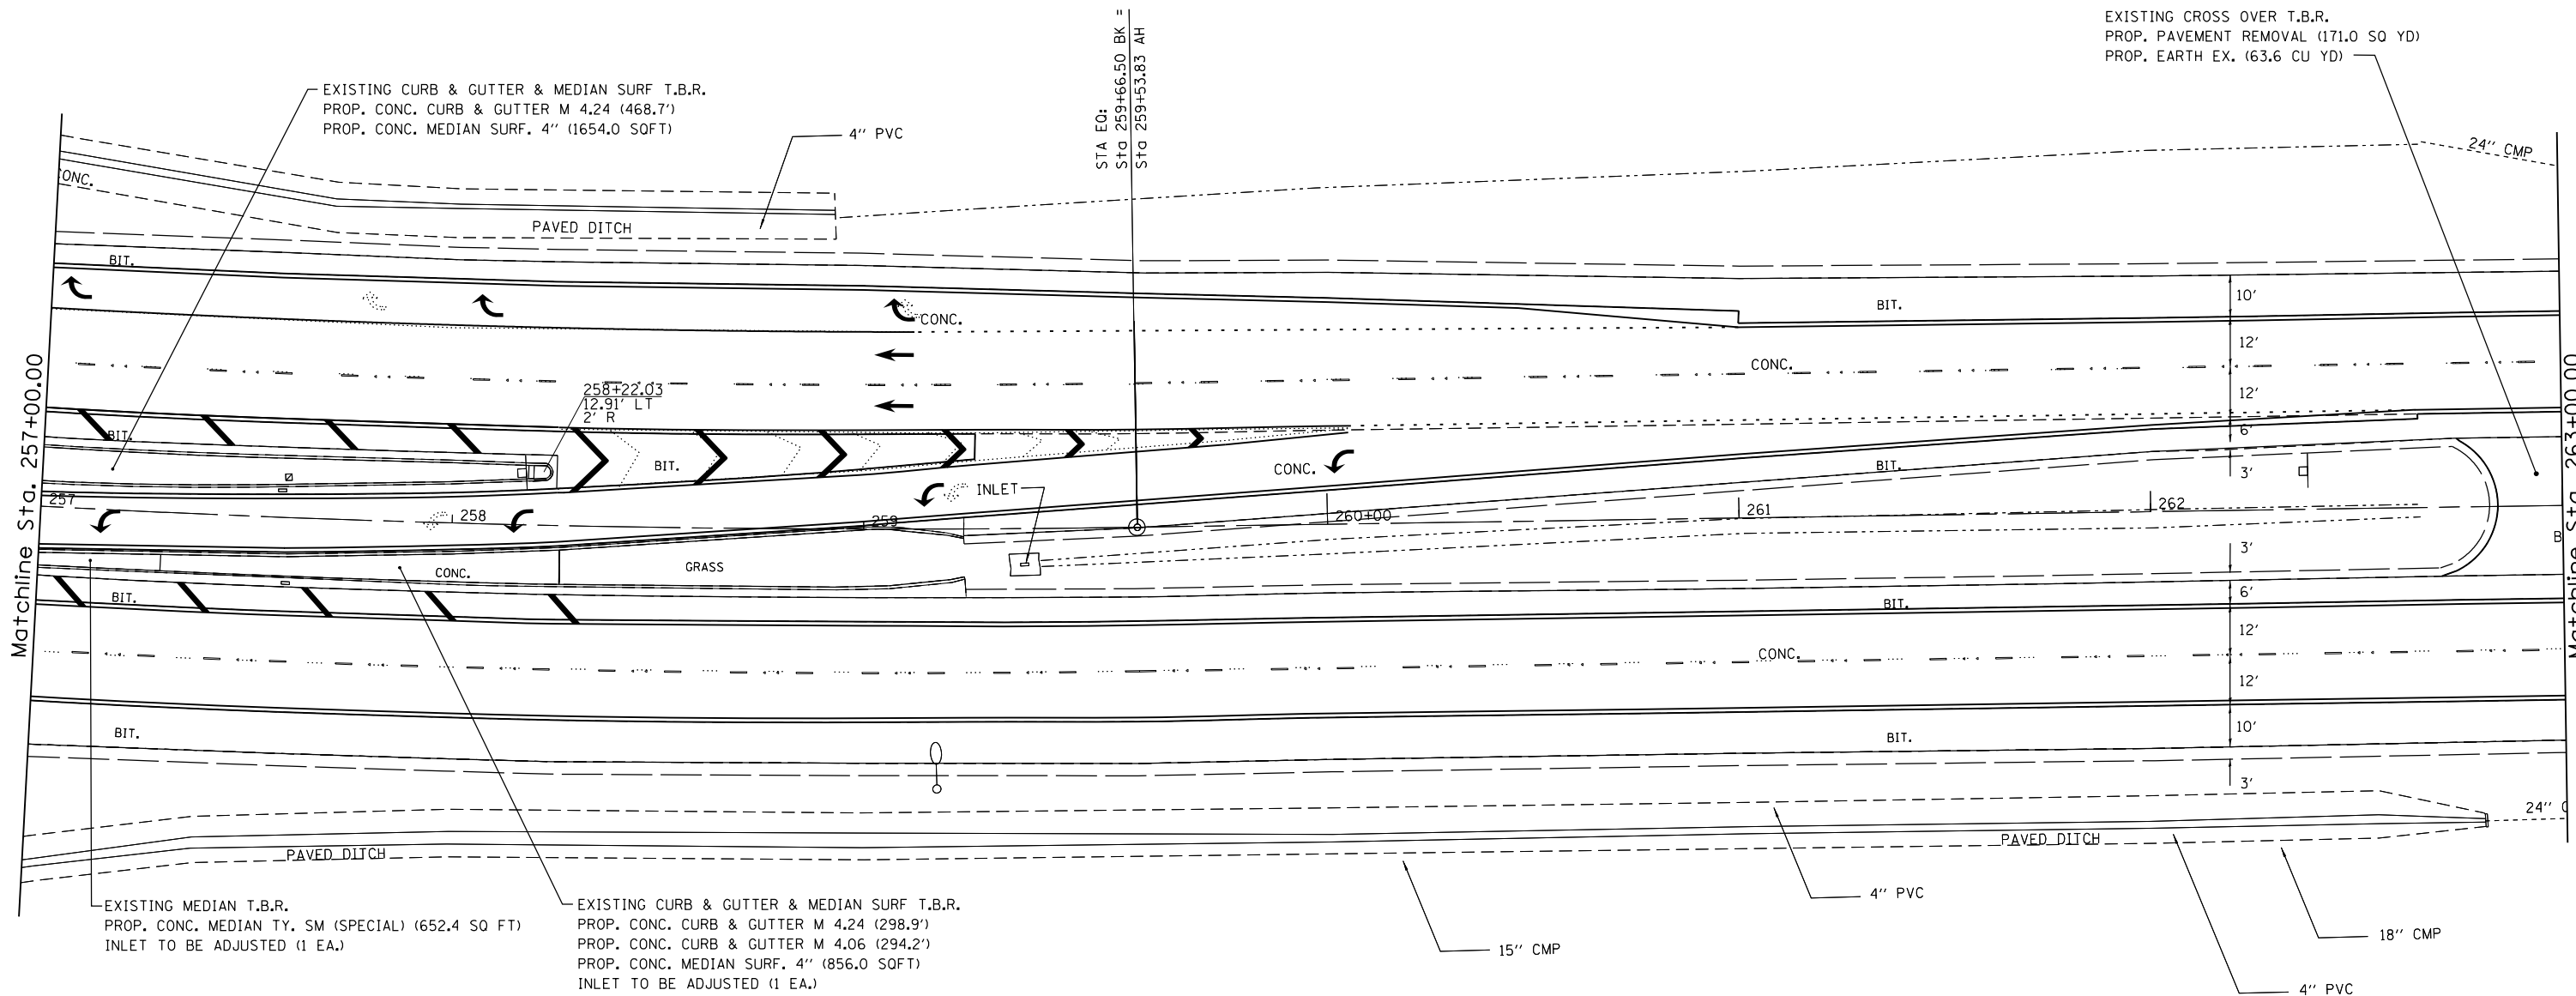 EXISTING CROSS OVER T.B.R.
PROP. PAVEMENT REMOVAL (171.0 SQ YD)
PROP. EARTH EX. (63.6 CU YD)
EXISTING CURB & GUTTER & MEDIAN SURF T.B.R.
PROP. CONC. CURB & GUTTER M 4.24 (468.7')
PROP. CONC. MEDIAN SURF. 4'' (1654.0 SQFT)
4'' PVC
STA EQ:
Sta 259+66.50 BK "
Sta 259+53.83 AH
24'' CMP
ONC.
PAVED DITCH
BIT.
BIT.
10'
CONC.
12'
CONC.
12'
258+22.03
12.91' LT
2' R
BIT.
6'
BIT.
CONC.
BIT.
3'
INLET
257
258
259
260+00
261
262
3'
CONC.
GRASS
B
BIT.
BIT.
6'
12'
CONC.
12'
BIT.
BIT.
10'
3'
24''
PAVED DITCH
PAVED DITCH
Matchline Sta. 257+00.00
Matchline Sta. 263+00.00
4'' PVC
EXISTING MEDIAN T.B.R.
PROP. CONC. MEDIAN TY. SM (SPECIAL) (652.4 SQ FT)
INLET TO BE ADJUSTED (1 EA.)
EXISTING CURB & GUTTER & MEDIAN SURF T.B.R.
PROP. CONC. CURB & GUTTER M 4.24 (298.9')
PROP. CONC. CURB & GUTTER M 4.06 (294.2')
PROP. CONC. MEDIAN SURF. 4'' (856.0 SQFT)
INLET TO BE ADJUSTED (1 EA.)
15'' CMP
18'' CMP
4'' PVC